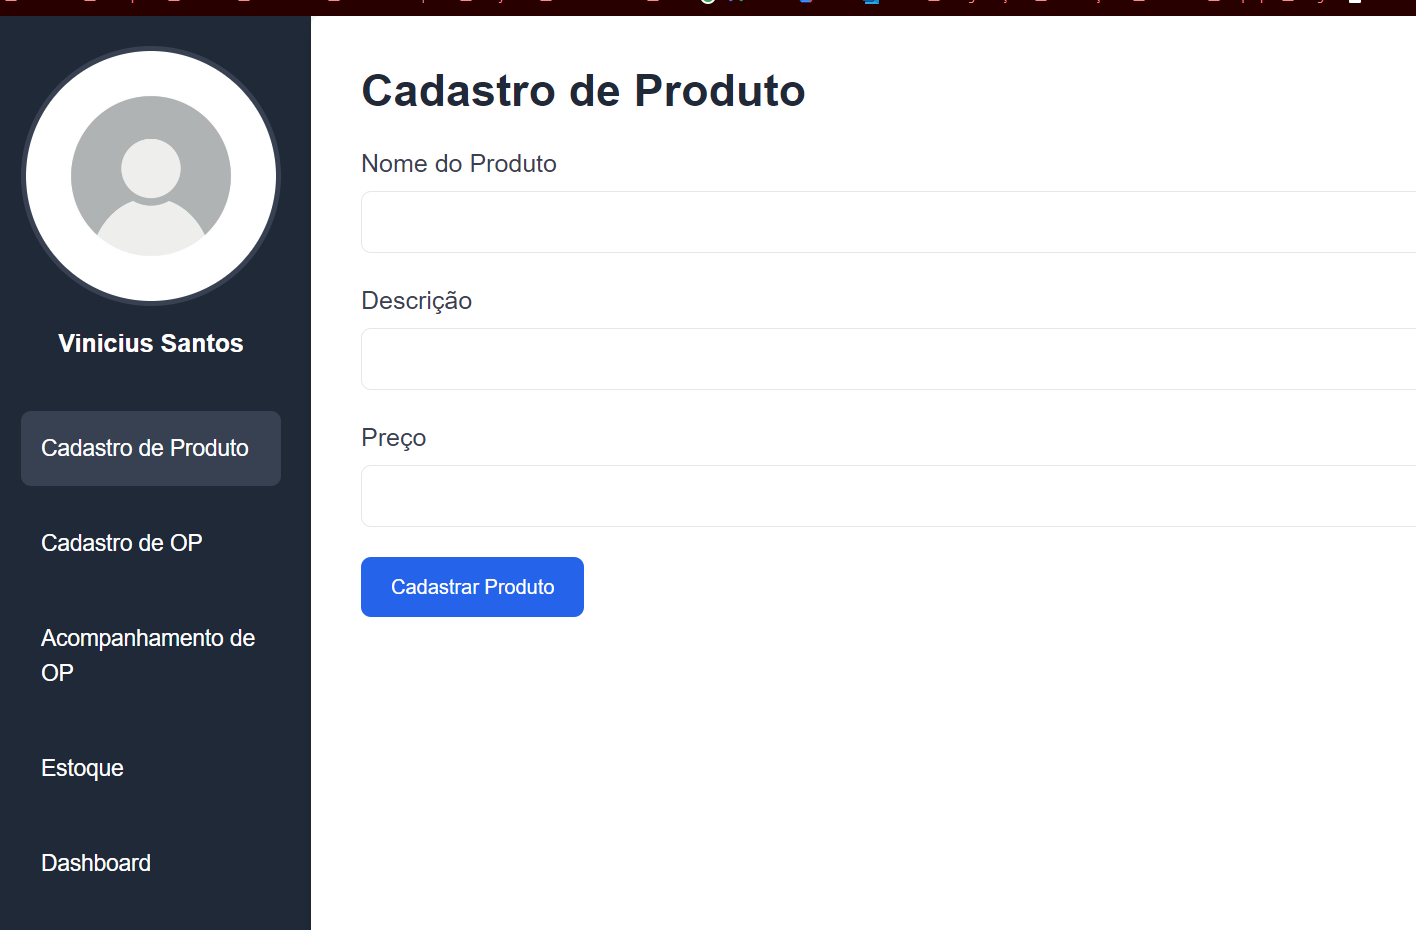 Vinicius Santos
Cadastro de Produto
Cadastro de OP
Acompanhamento de
OP
Estoque
Dashboard
Cadastro de Produto
Nome do Produto
Descrição
Preço
Cadastrar Produto